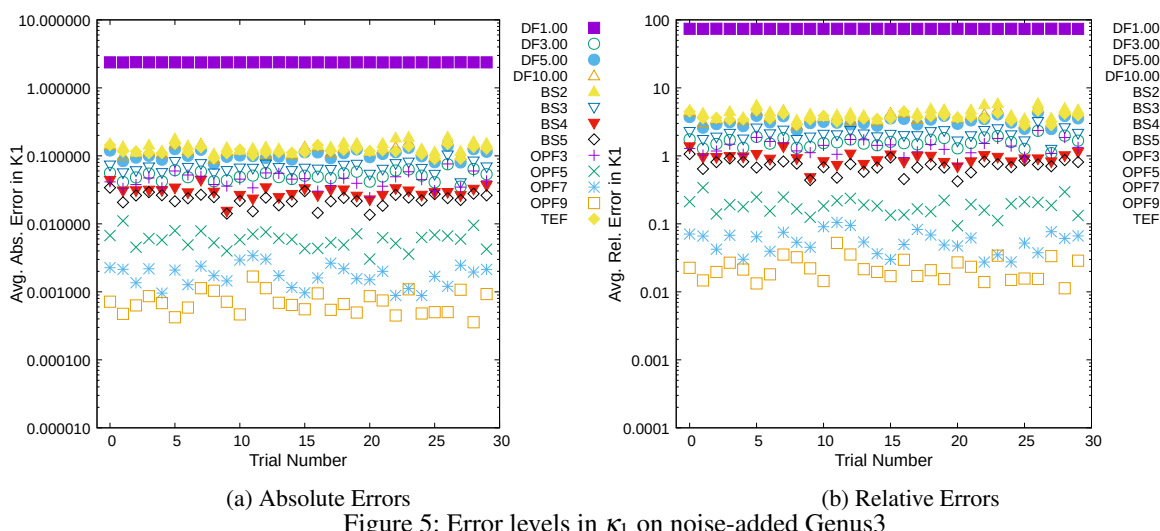 10.000000
1.000000
0.100000
0.010000
0.001000
0.000100
0.000010
Avg. Abs. Error in K1
0 5 10 15 20 25 30
Trial Number
DF1.00
DF3.00
DF5.00
DF10.00
BS2
BS3
BS4
BS5
OPF3
OPF5
OPF7
OPF9
TEF
(a) Absolute Errors
100
10
1
0.1
0.01
0.001
0.0001
Avg. Rel. Error in K1
0 5 10 15 20 25 30
Trial Number
DF1.00
DF3.00
DF5.00
DF10.00
BS2
BS3
BS4
BS5
OPF3
OPF5
OPF7
OPF9
TEF
(b) Relative Errors
Figure 5: Error levels in κ₁ on noise-added Genus3